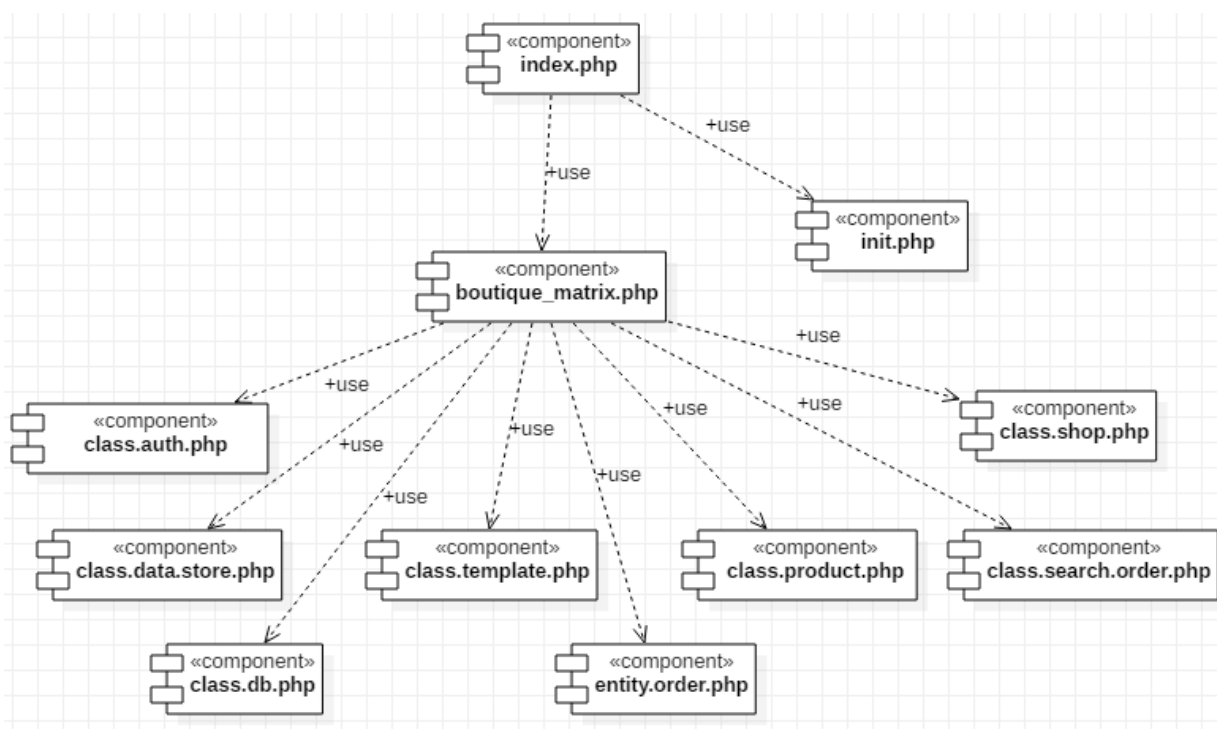 «component»
index.php
+use
+use
«component»
init.php
«component»
boutique_matrix.php
+use
+use
+use
+use
+use
+use
+use
+use
«component»
class.auth.php
«component»
class.shop.php
«component»
class.data.store.php
«component»
class.template.php
«component»
class.product.php
«component»
class.search.order.php
«component»
class.db.php
«component»
entity.order.php